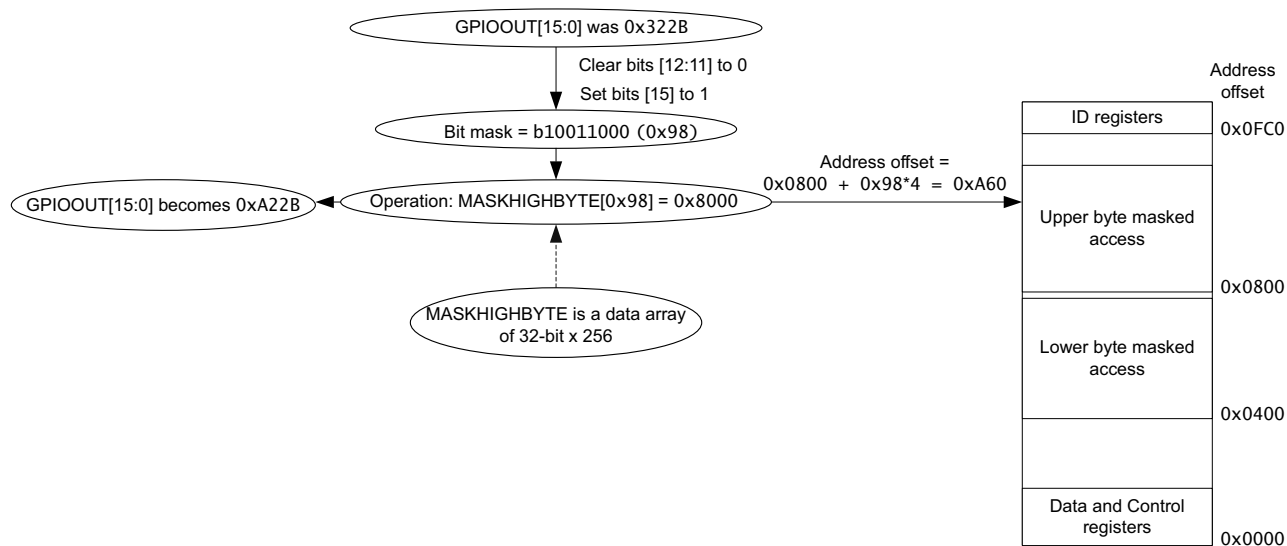 GPIOOUT[15:0] was 0x322B
Clear bits [12:11] to 0
Set bits [15] to 1
Bit mask = b10011000 (0x98)
Operation: MASKHIGHBYTE[0x98] = 0x8000
GPIOOUT[15:0] becomes 0xA22B
MASKHIGHBYTE is a data array
of 32-bit x 256
Address offset =
0x0800 + 0x98*4 = 0xA60
Address
offset
ID registers
0x0FC0
Upper byte masked
access
0x0800
Lower byte masked
access
0x0400
Data and Control
registers
0x0000